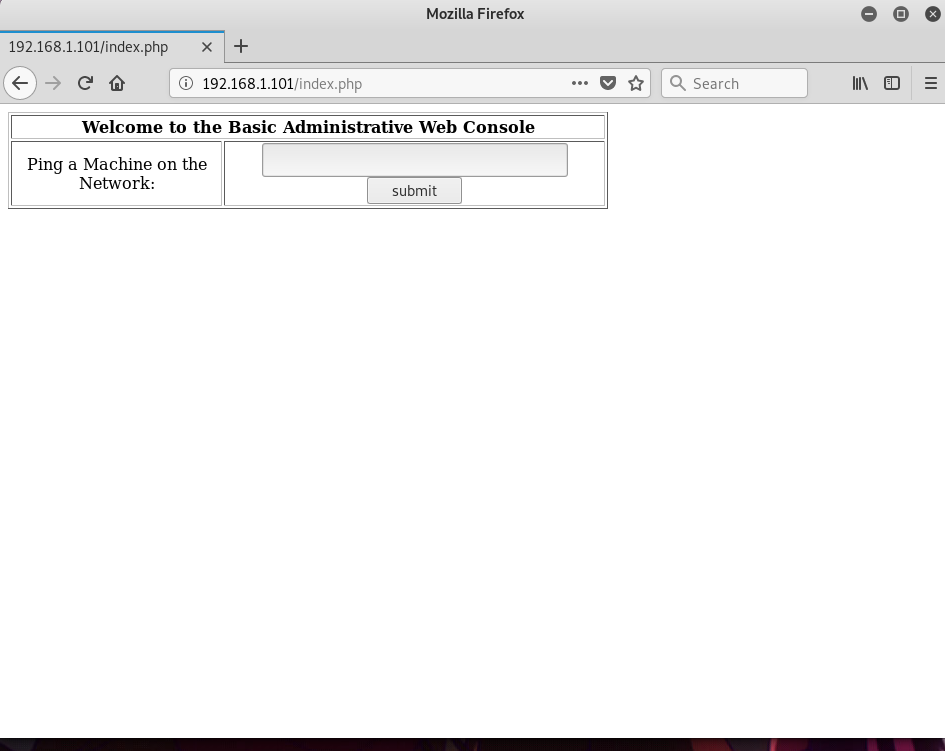 Mozilla Firefox
192.168.1.101/index.php
192.168.1.101/index.php
Search
Welcome to the Basic Administrative Web Console
Ping a Machine on the
Network:
submit